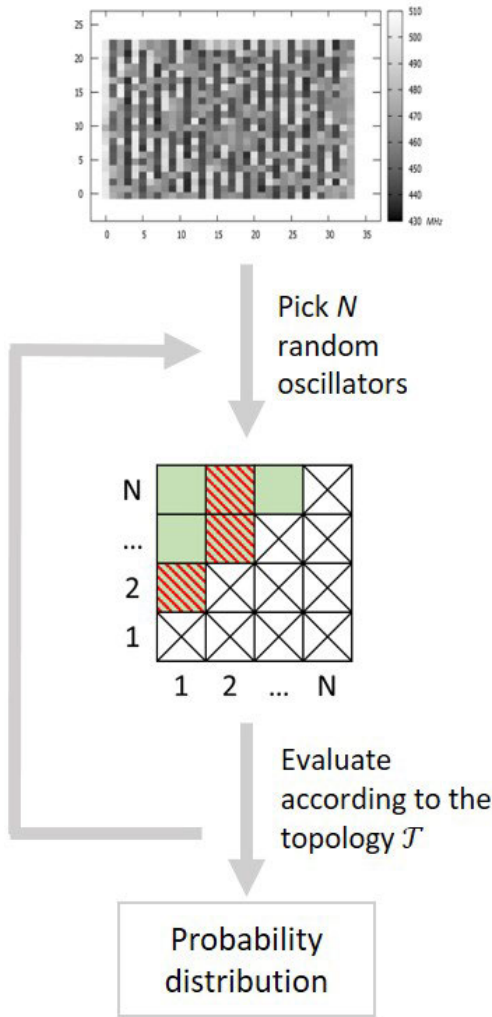 25
20
15
10
5
0
0 5 10 15 20 25 30 35
510
500
490
480
470
460
450
440
430 MHz
Pick N
random
oscillators
N
...
2
1
1 2 ... N
Evaluate
according to the
topology 𝒯
Probability
distribution